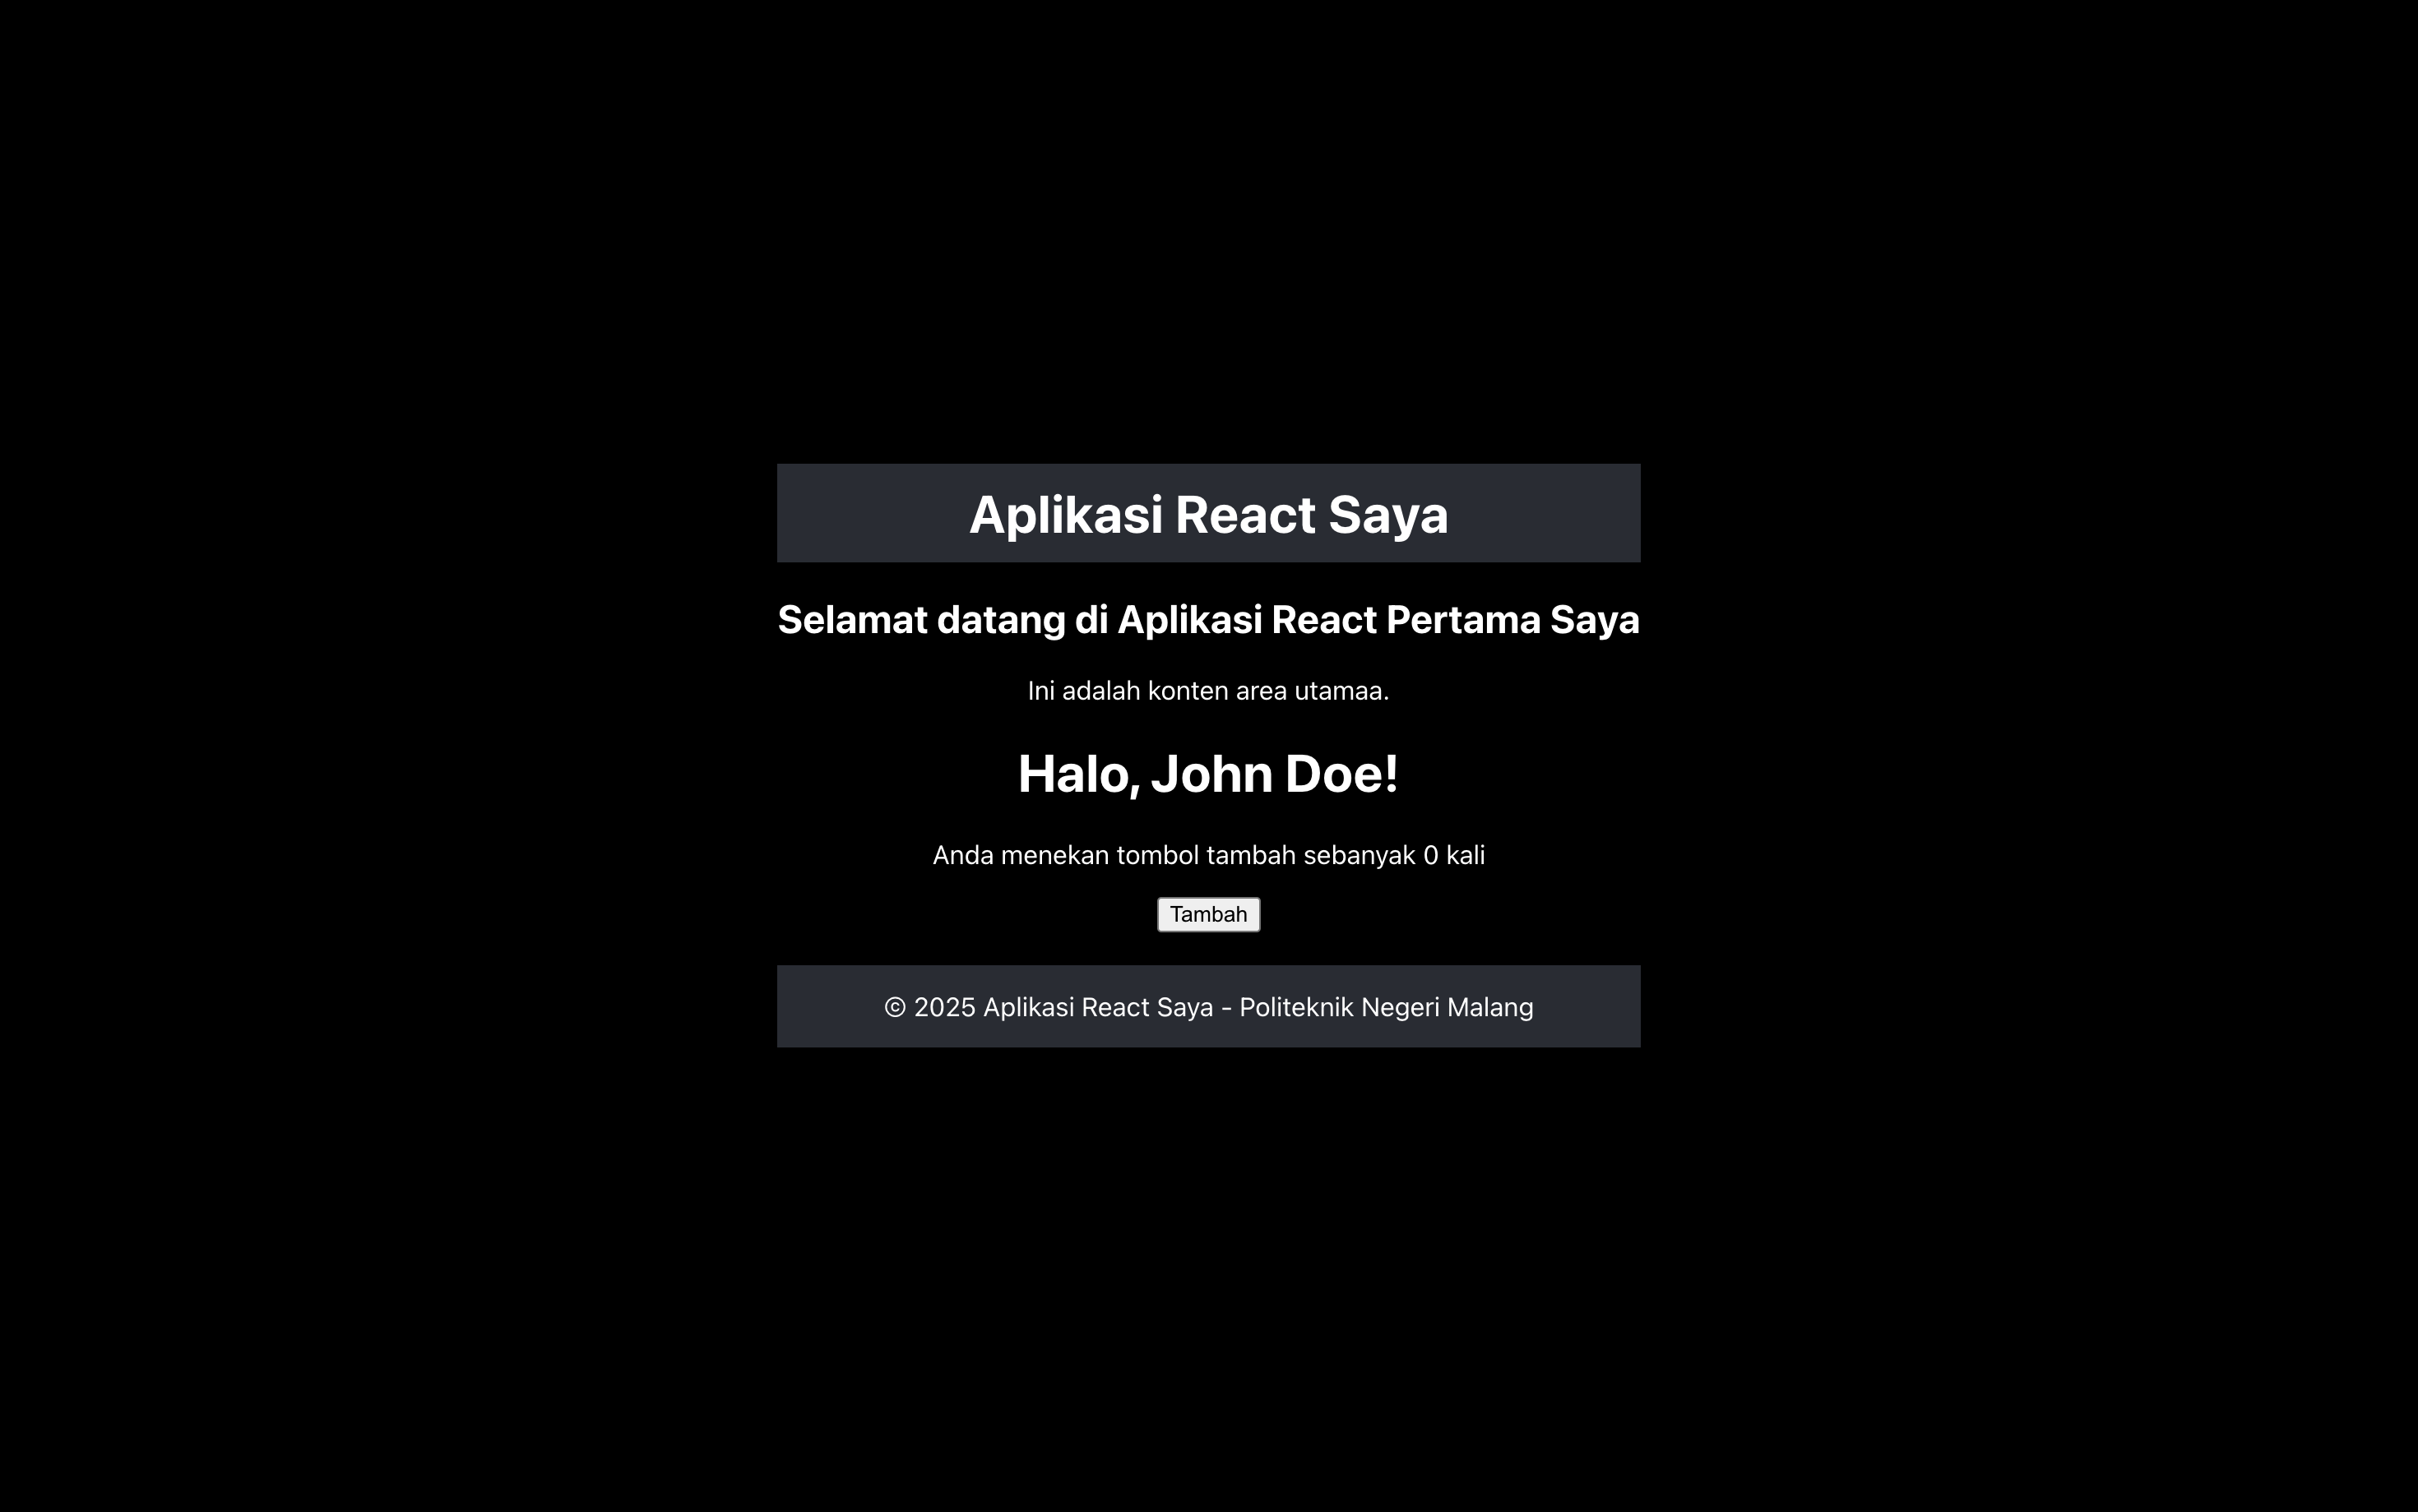 Aplikasi React Saya
Selamat datang di Aplikasi React Pertama Saya
Ini adalah konten area utamaa.
Halo, John Doe!
Anda menekan tombol tambah sebanyak 0 kali
Tambah
© 2025 Aplikasi React Saya - Politeknik Negeri Malang